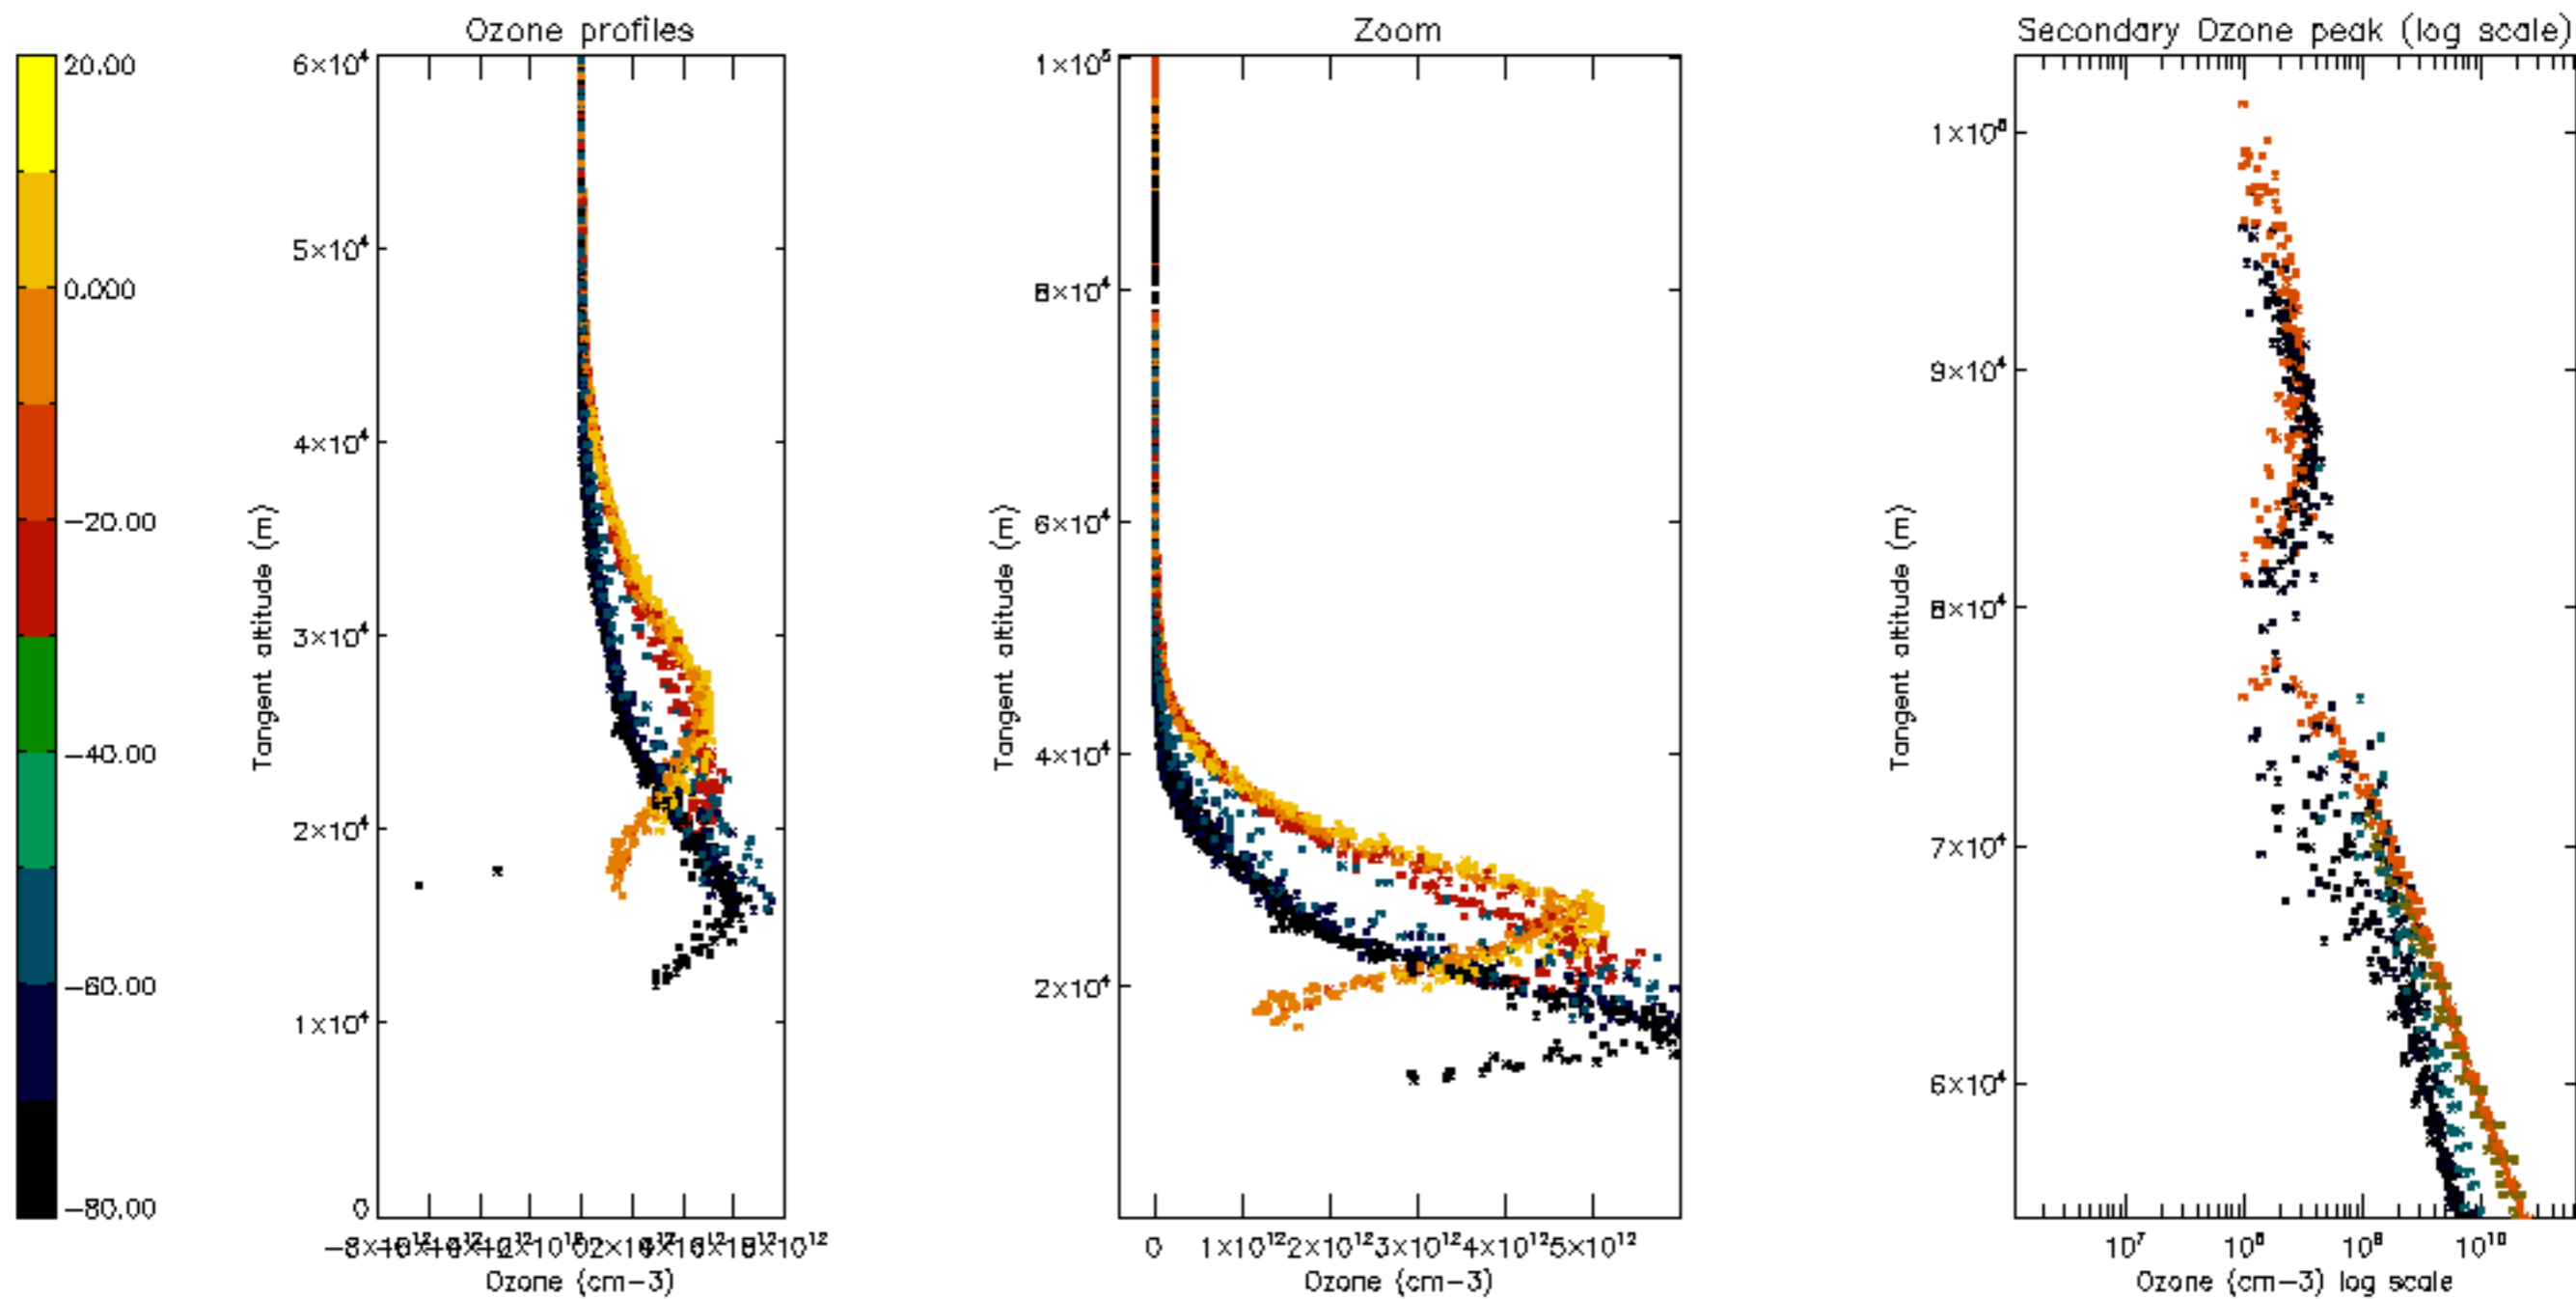 Ozone profiles
Zoom
Secondary Ozone peak (log scale)
20.00
0.000
−20.00
−40.00
−60.00
−80.00
6×10⁴
5×10⁴
4×10⁴
3×10⁴
2×10⁴
1×10⁴
0
Tangent altitude (m)
Ozone (cm−3)
1×10⁵
8×10⁴
6×10⁴
4×10⁴
2×10⁴
Tangent altitude (m)
0 1×10¹² 2×10¹² 3×10¹² 4×10¹² 5×10¹²
Ozone (cm−3)
9×10⁴
8×10⁴
7×10⁴
6×10⁴
Tangent altitude (m)
10⁷ 10⁸ 10⁹ 10¹⁰
Ozone (cm−3) log scale